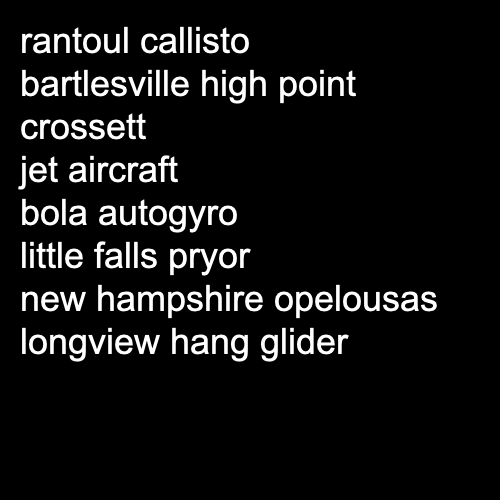 rantoul callisto
bartlesville high point
crossett
jet aircraft
bola autogyro
little falls pryor
new hampshire opelousas
longview hang glider